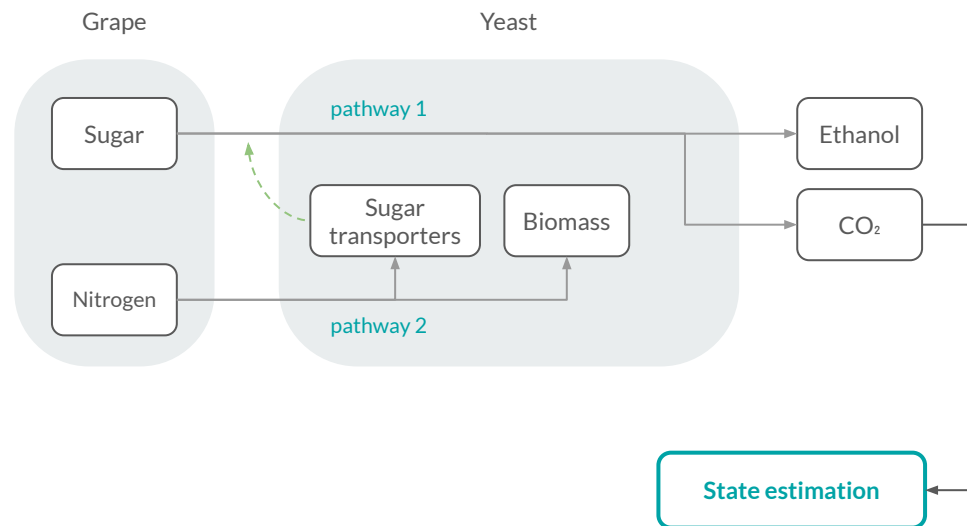 Grape
Yeast
pathway 1
Sugar
Ethanol
Sugar
transporters
Biomass
CO₂
Nitrogen
pathway 2
State estimation